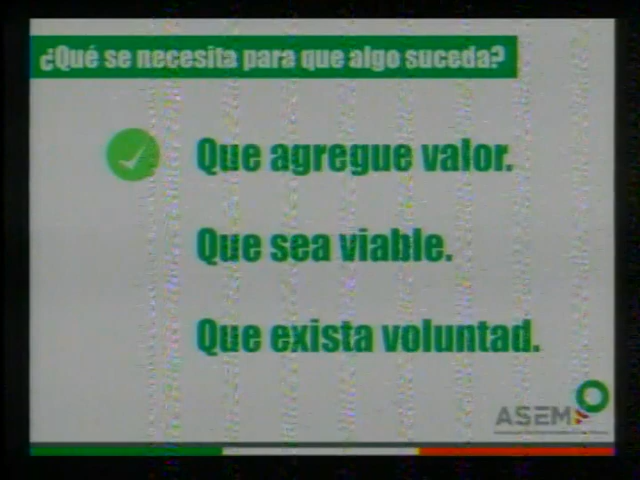 ¿Qué se necesita para que algo suceda?
Que agregue valor.
Que sea viable.
Que exista voluntad.
ASEM